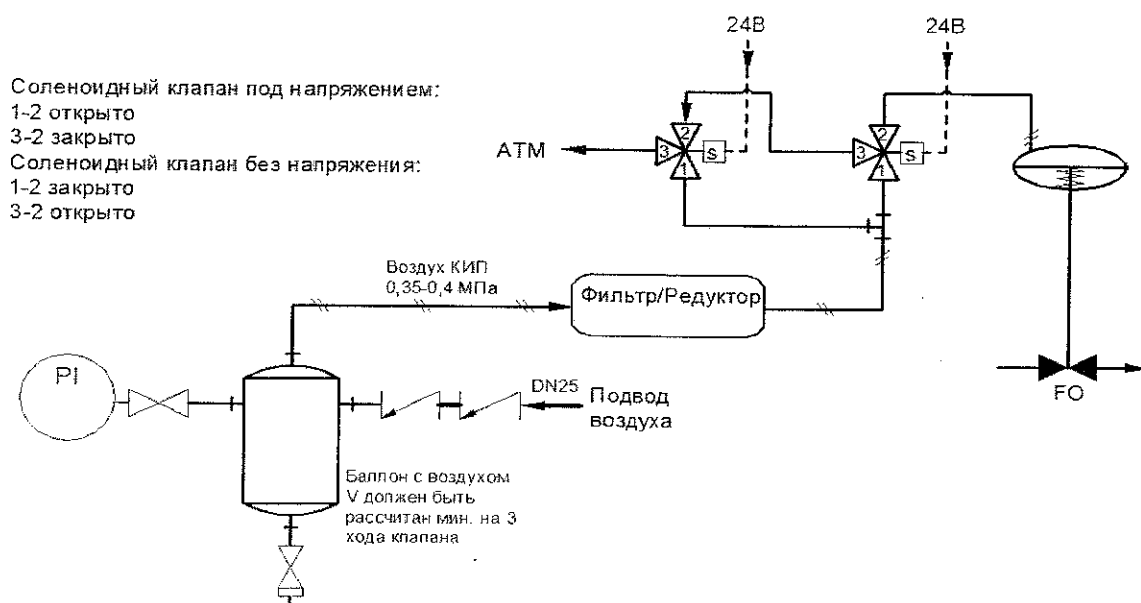 24В
24В
Соленоидный клапан под напряжением:
1-2 открыто
3-2 закрыто
Соленоидный клапан без напряжения:
1-2 закрыто
3-2 открыто
АТМ
2
3
1
S
2
3
1
S
Воздух КИП
0,35-0,4 МПа
Фильтр/Редуктор
PI
DN25
Подвод
воздуха
FO
Баллон с воздухом
V должен быть
рассчитан мин. на 3
хода клапана